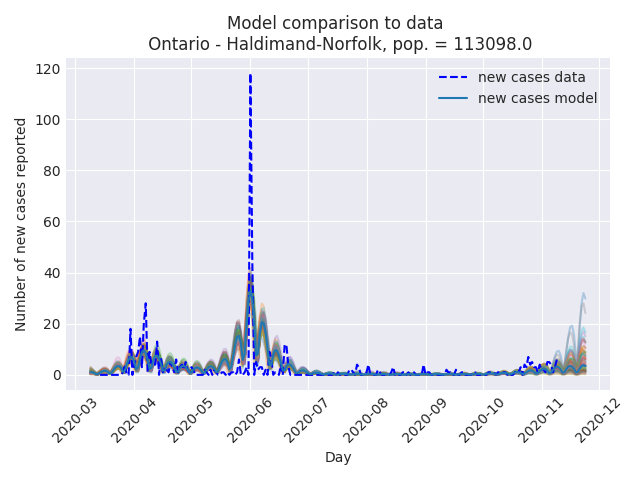 Model comparison to data
Ontario - Haldimand-Norfolk, pop. = 113098.0
new cases data
new cases model
Number of new cases reported
120
100
80
60
40
20
0
2020-03
2020-04
2020-05
2020-06
2020-07
2020-08
2020-09
2020-10
2020-11
2020-12
Day